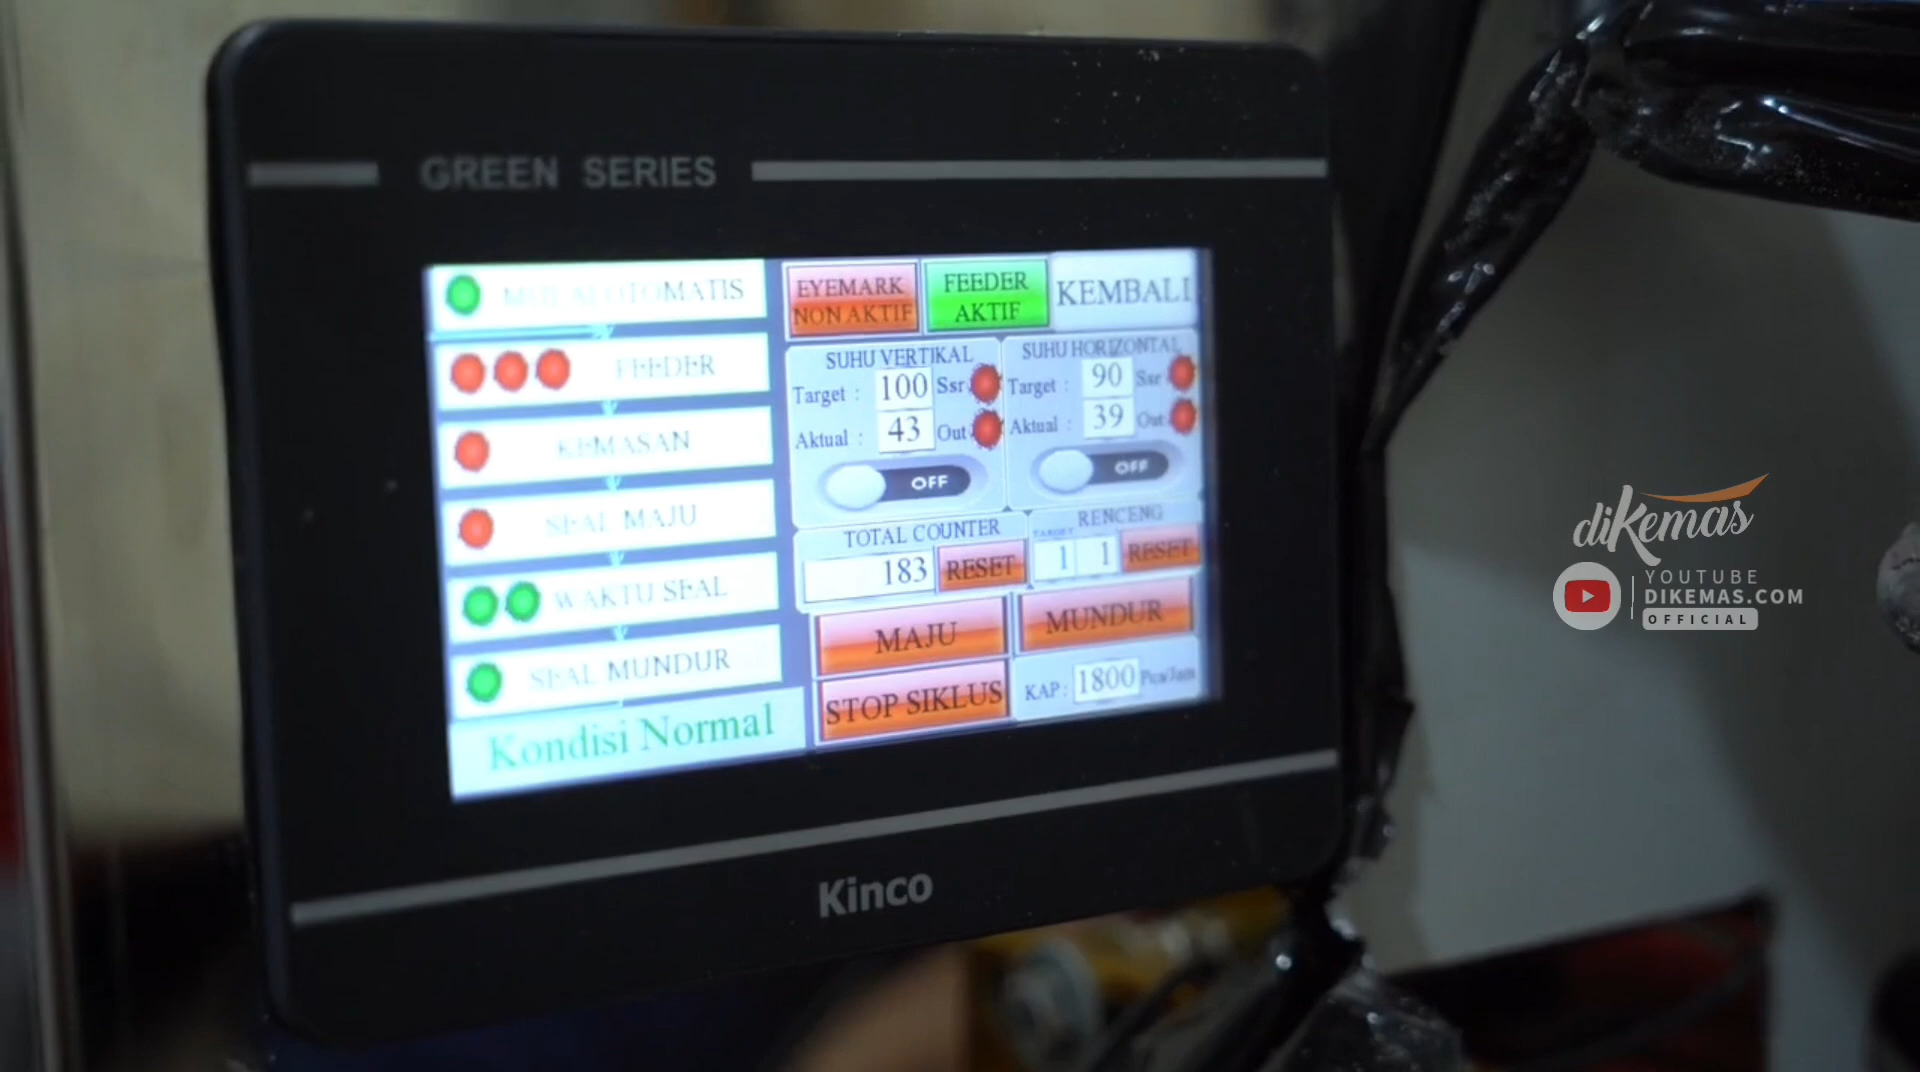 GREEN SERIES
OTOMATIS
FEEDER
KEMASAN
SEAL MAJU
WAKTU SEAL
SEAL MUNDUR
Kondisi Normal
EYEMARK
NON AKTIF
FEEDER
AKTIF
KEMBALI
SUHU VERTIKAL
Target : 100 Ssr
Aktual : 43 Out
OFF
SUHU HORIZONTAL
Target : 90 Ssr
Aktual : 39 Out
OFF
TOTAL COUNTER
183 RESET
RENCENG
TARGET
1 1 RESET
MAJU
MUNDUR
STOP SIKLUS
KAP : 1800 Pcs/Jam
Kinco
diKemas
YOUTUBE
DIKEMAS.COM
OFFICIAL